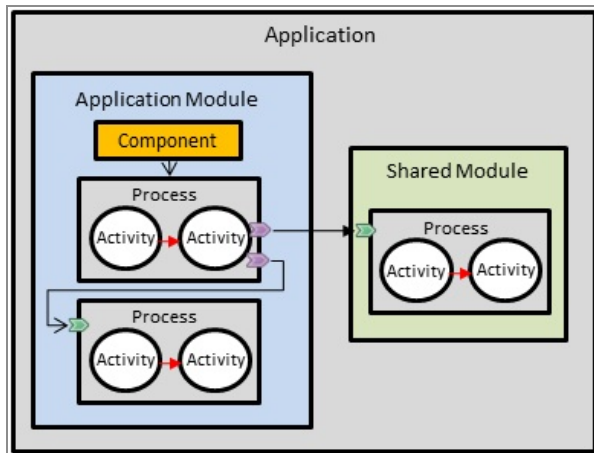 Application
Application Module
Component
Process
Activity Activity
Shared Module
Process
Activity Activity
Process
Activity Activity